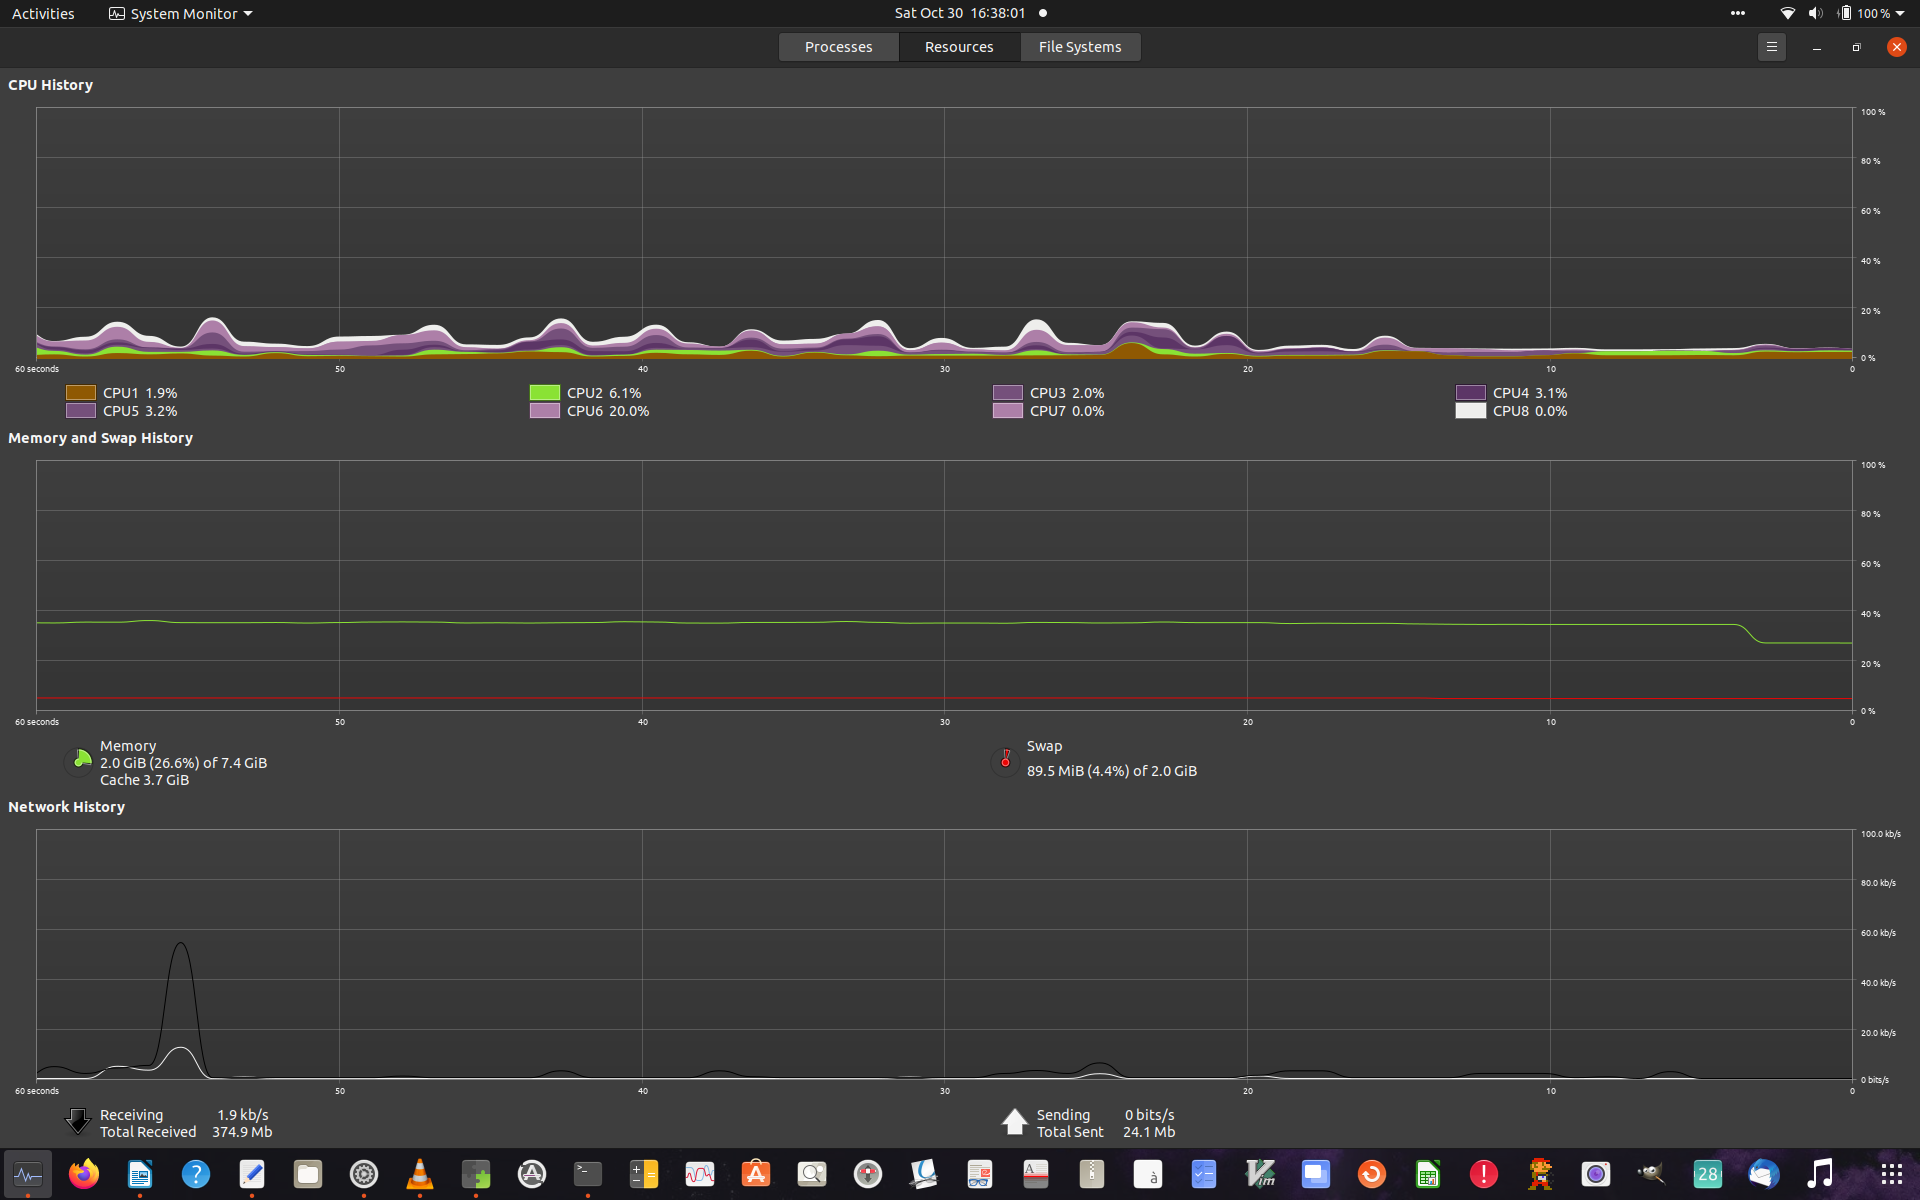 Activities System Monitor Sat Oct 30 16:38:01 100 %
Processes Resources File Systems
CPU History
100 %
80 %
60 %
40 %
20 %
0 %
60 seconds 50 40 30 20 10 0
CPU1 1.9% CPU2 6.1% CPU3 2.0% CPU4 3.1%
CPU5 3.2% CPU6 20.0% CPU7 0.0% CPU8 0.0%
Memory and Swap History
100 %
80 %
60 %
40 %
20 %
0 %
60 seconds 50 40 30 20 10 0
Memory
2.0 GiB (26.6%) of 7.4 GiB
Cache 3.7 GiB
Swap
89.5 MiB (4.4%) of 2.0 GiB
Network History
100.0 kb/s
80.0 kb/s
60.0 kb/s
40.0 kb/s
20.0 kb/s
0 bits/s
60 seconds 50 40 30 20 10 0
Receiving 1.9 kb/s
Total Received 374.9 Mb
Sending 0 bits/s
Total Sent 24.1 Mb
? A à Vim ! 28